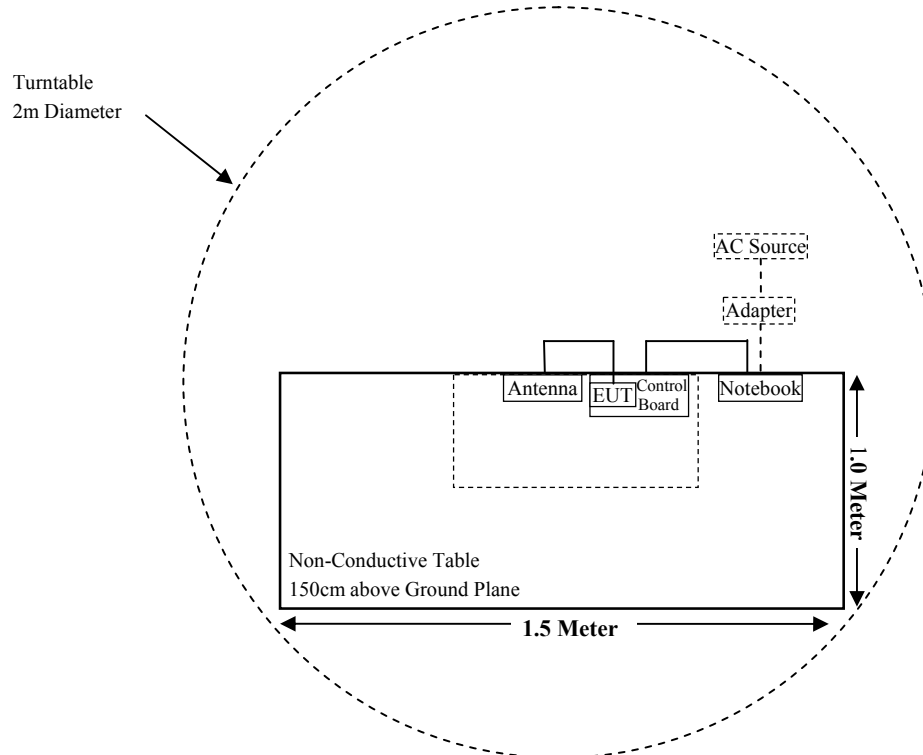 Turntable
2m Diameter
AC Source
Adapter
Antenna
EUT
Control
Board
Notebook
1.0 Meter
Non-Conductive Table
150cm above Ground Plane
1.5 Meter